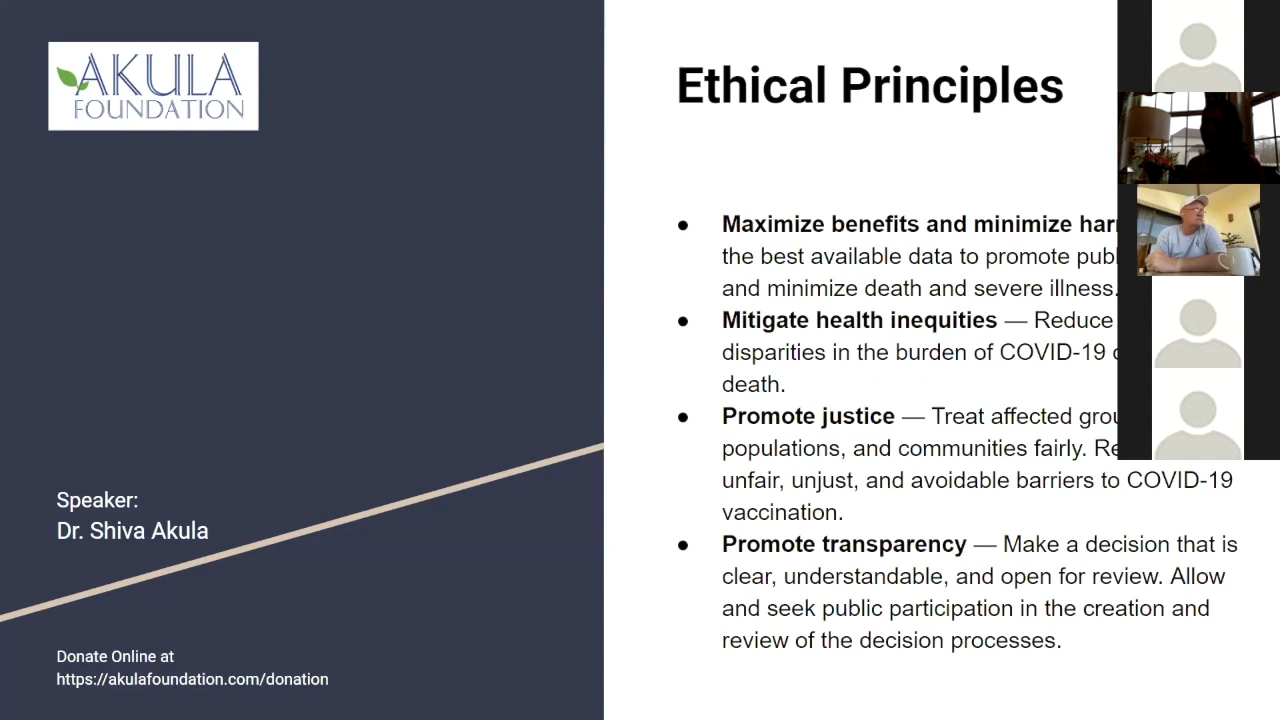 AKULA
FOUNDATION
Speaker:
Dr. Shiva Akula
Donate Online at
https://akulafoundation.com/donation
Ethical Principles
● Maximize benefits and minimize
the best available data to promote
and minimize death and severe illness.
● Mitigate health inequities — Reduce
disparities in the burden of COVID-19
death.
● Promote justice — Treat affected
populations, and communities fairly.
unfair, unjust, and avoidable barriers to COVID-19
vaccination.
● Promote transparency — Make a decision that is
clear, understandable, and open for review. Allow
and seek public participation in the creation and
review of the decision processes.